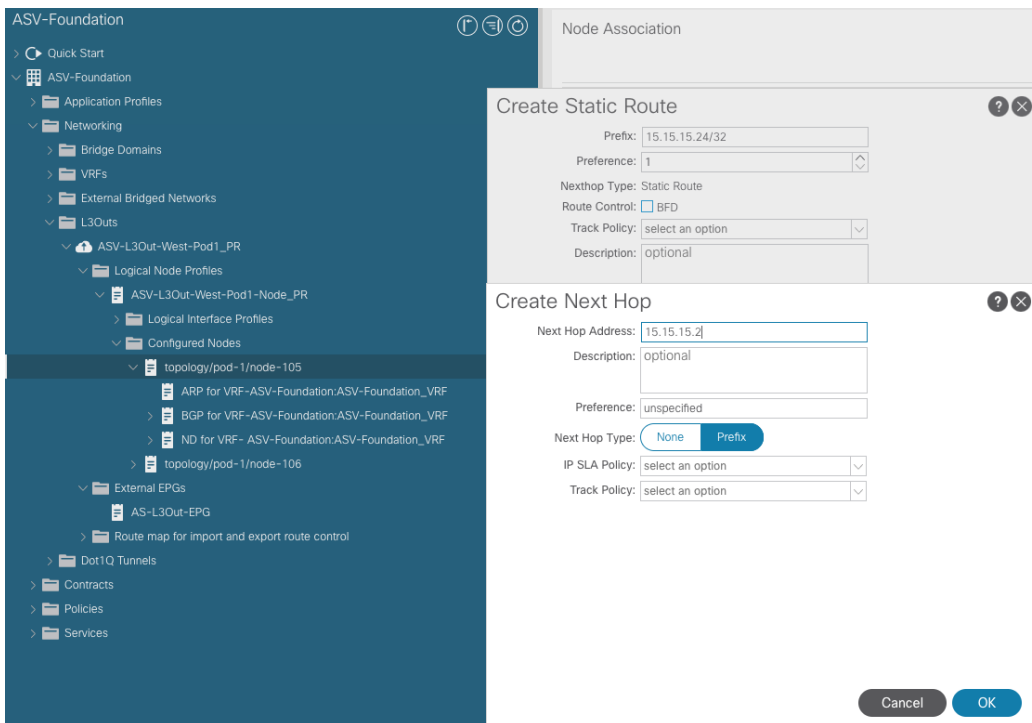 ASV-Foundation
Quick Start
ASV-Foundation
Application Profiles
Networking
Bridge Domains
VRFs
External Bridged Networks
L3Outs
ASV-L3Out-West-Pod1_PR
Logical Node Profiles
ASV-L3Out-West-Pod1-Node_PR
Logical Interface Profiles
Configured Nodes
topology/pod-1/node-105
ARP for VRF-ASV-Foundation:ASV-Foundation_VRF
BGP for VRF-ASV-Foundation:ASV-Foundation_VRF
ND for VRF- ASV-Foundation:ASV-Foundation_VRF
topology/pod-1/node-106
External EPGs
AS-L3Out-EPG
Route map for import and export route control
Dot1Q Tunnels
Contracts
Policies
Services
Node Association
Create Static Route
Prefix: 15.15.15.24/32
Preference: 1
Nexthop Type: Static Route
Route Control: BFD
Track Policy: select an option
Description: optional
Create Next Hop
Next Hop Address: 15.15.15.2
Description: optional
Preference: unspecified
Next Hop Type: None Prefix
IP SLA Policy: select an option
Track Policy: select an option
Cancel OK